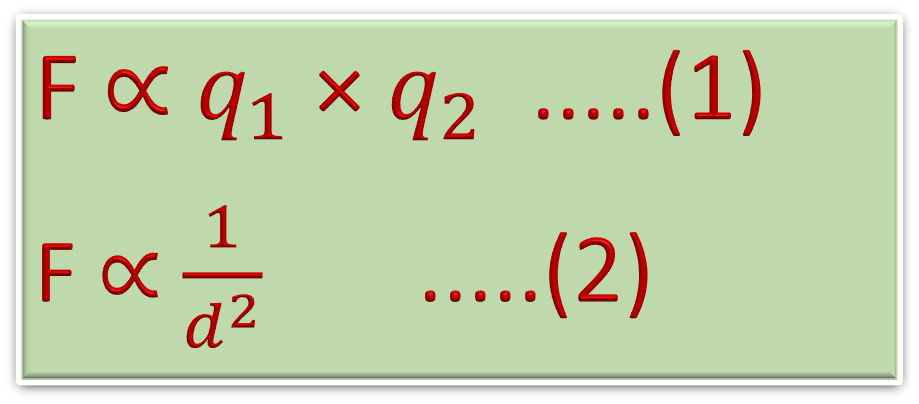 F ∝ q₁ × q₂ .....(1)
F ∝ 1/d² .....(2)